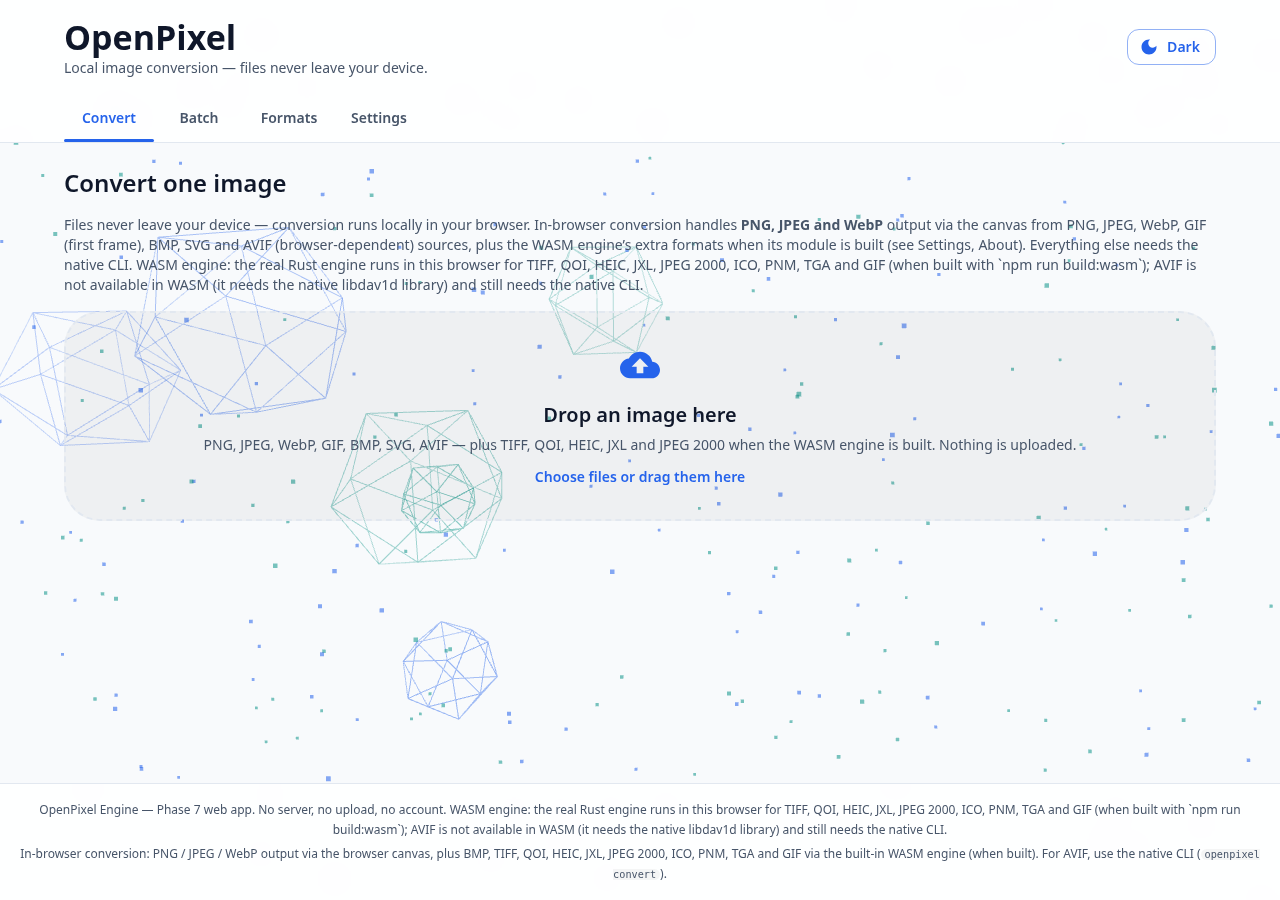 OpenPixel
Local image conversion — files never leave your device.
Dark
Convert
Batch
Formats
Settings
Convert one image
Files never leave your device — conversion runs locally in your browser. In-browser conversion handles PNG, JPEG and WebP output via the canvas from PNG, JPEG, WebP, GIF
(first frame), BMP, SVG and AVIF (browser-dependent) sources, plus the WASM engine's extra formats when its module is built (see Settings, About). Everything else needs the
native CLI. WASM engine: the real Rust engine runs in this browser for TIFF, QOI, HEIC, JXL, JPEG 2000, ICO, PNM, TGA and GIF (when built with `npm run build:wasm`); AVIF is
not available in WASM (it needs the native libdav1d library) and still needs the native CLI.
Drop an image here
PNG, JPEG, WebP, GIF, BMP, SVG, AVIF — plus TIFF, QOI, HEIC, JXL and JPEG 2000 when the WASM engine is built. Nothing is uploaded.
Choose files or drag them here
OpenPixel Engine — Phase 7 web app. No server, no upload, no account. WASM engine: the real Rust engine runs in this browser for TIFF, QOI, HEIC, JXL, JPEG 2000, ICO, PNM, TGA and GIF (when built with `npm run
build:wasm`); AVIF is not available in WASM (it needs the native libdav1d library) and still needs the native CLI.
In-browser conversion: PNG / JPEG / WebP output via the browser canvas, plus BMP, TIFF, QOI, HEIC, JXL, JPEG 2000, ICO, PNM, TGA and GIF via the built-in WASM engine (when built). For AVIF, use the native CLI ( openpixel
convert ).